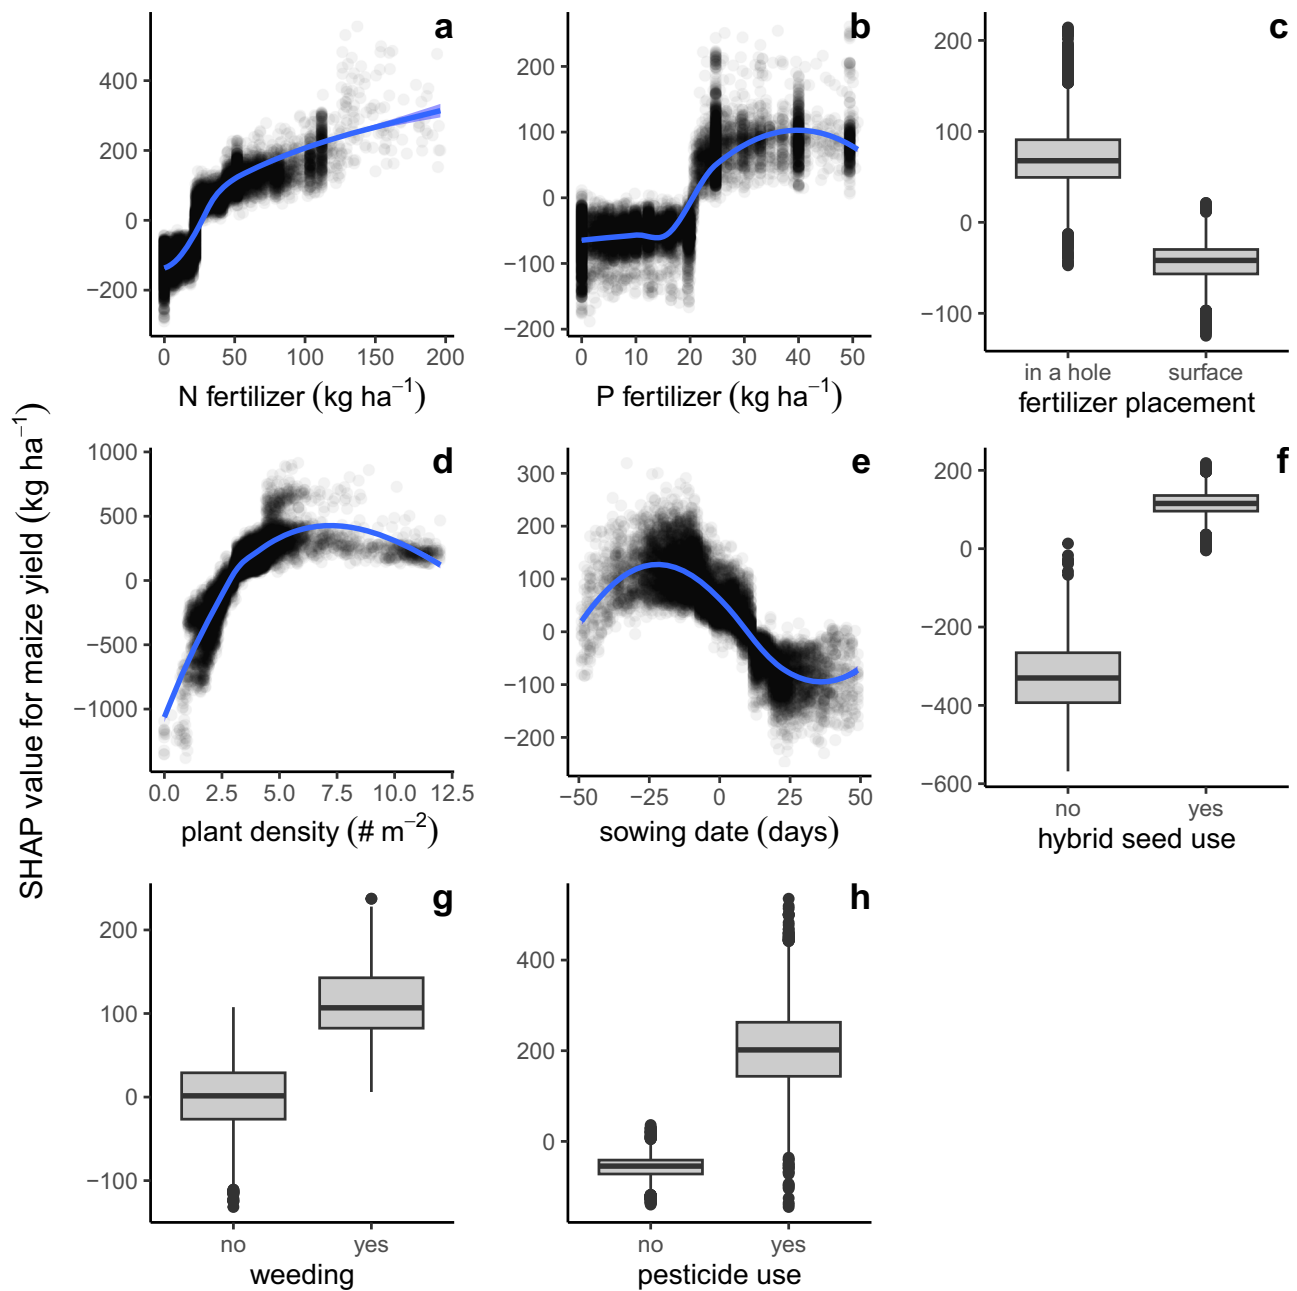 SHAP value for maize yield (kg ha⁻¹)
a
400
200
0
−200
0 50 100 150 200
N fertilizer (kg ha⁻¹)
b
200
100
0
−100
−200
0 10 20 30 40 50
P fertilizer (kg ha⁻¹)
c
200
100
0
−100
in a hole surface
fertilizer placement
d
1000
500
0
−500
−1000
0.0 2.5 5.0 7.5 10.0 12.5
plant density (# m⁻²)
e
300
200
100
0
−100
−200
−50 −25 0 25 50
sowing date (days)
f
200
0
−200
−400
−600
no yes
hybrid seed use
g
200
100
0
−100
no yes
weeding
h
400
200
0
no yes
pesticide use